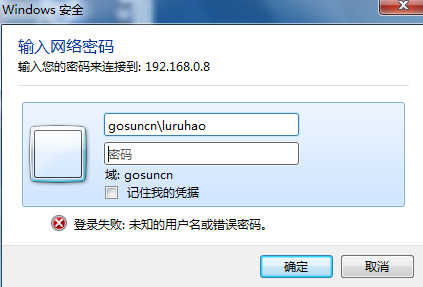 Windows 安全
输入网络密码
输入您的密码来连接到: 192.168.0.8
gosuncn\luruhao
密码
域: gosuncn
记住我的凭据
登录失败: 未知的用户名或错误密码。
确定
取消